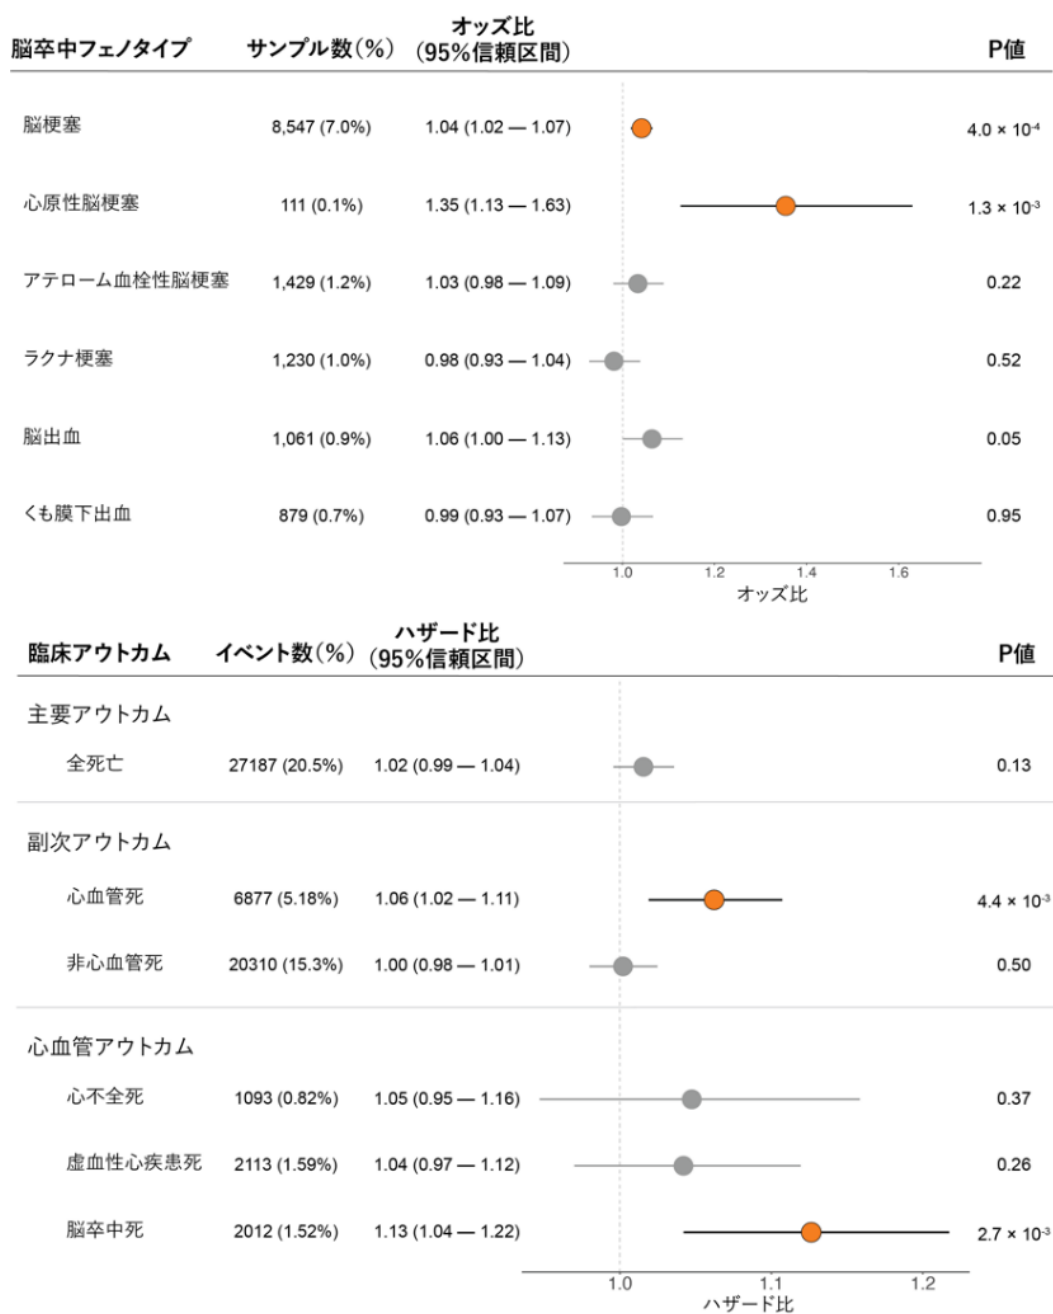 脳卒中フェノタイプ サンプル数(%) オッズ比 (95%信頼区間) P値
脳梗塞 8,547 (7.0%) 1.04 (1.02 — 1.07) 4.0 × 10⁻⁴
心原性脳梗塞 111 (0.1%) 1.35 (1.13 — 1.63) 1.3 × 10⁻³
アテローム血栓性脳梗塞 1,429 (1.2%) 1.03 (0.98 — 1.09) 0.22
ラクナ梗塞 1,230 (1.0%) 0.98 (0.93 — 1.04) 0.52
脳出血 1,061 (0.9%) 1.06 (1.00 — 1.13) 0.05
くも膜下出血 879 (0.7%) 0.99 (0.93 — 1.07) 0.95
1.0 1.2 1.4 1.6
オッズ比
臨床アウトカム イベント数(%) ハザード比 (95%信頼区間) P値
主要アウトカム
全死亡 27187 (20.5%) 1.02 (0.99 — 1.04) 0.13
副次アウトカム
心血管死 6877 (5.18%) 1.06 (1.02 — 1.11) 4.4 × 10⁻³
非心血管死 20310 (15.3%) 1.00 (0.98 — 1.01) 0.50
心血管アウトカム
心不全死 1093 (0.82%) 1.05 (0.95 — 1.16) 0.37
虚血性心疾患死 2113 (1.59%) 1.04 (0.97 — 1.12) 0.26
脳卒中死 2012 (1.52%) 1.13 (1.04 — 1.22) 2.7 × 10⁻³
1.0 1.1 1.2
ハザード比